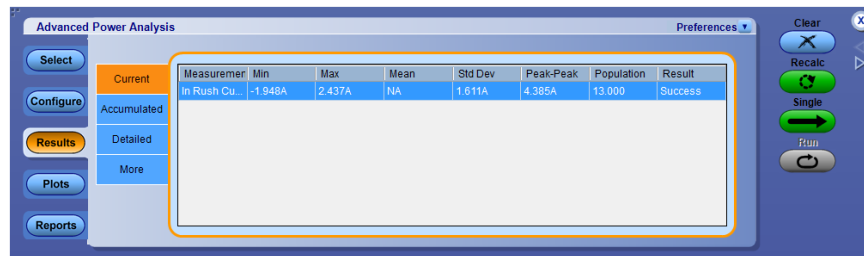 Advanced Power Analysis
Preferences
Clear
Select
Recalc
Current
Measuremer Min Max Mean Std Dev Peak-Peak Population Result
In Rush Cu... -1.948A 2.437A NA 1.611A 4.385A 13.000 Success
Configure
Accumulated
Single
Results
Detailed
Run
More
Plots
Reports